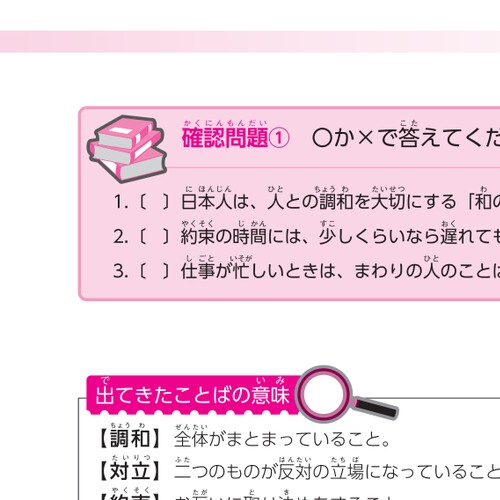 確認問題① 〇か×で答えてくだ
1.〔 〕日本人は、人との調和を大切にする「和の
2.〔 〕約束の時間には、少しくらいなら遅れても
3.〔 〕仕事が忙しいときは、まわりの人のことは
出てきたことばの意味
【調和】全体がまとまっていること。
【対立】二つのものが反対の立場になっていること